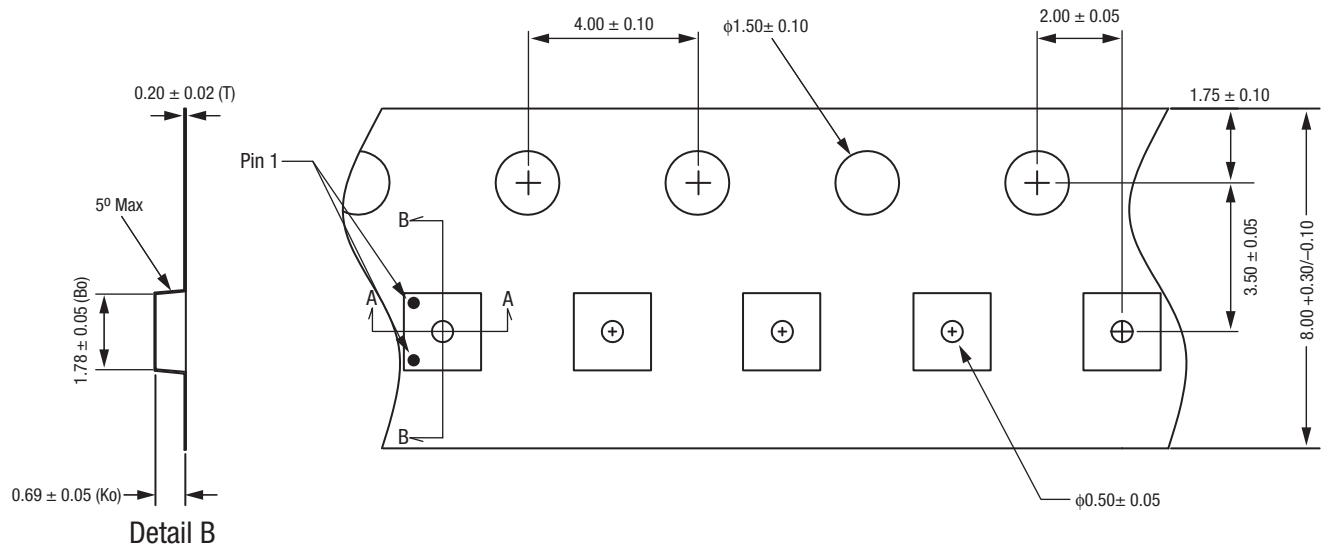 4.00 ± 0.10
ϕ1.50± 0.10
2.00 ± 0.05
0.20 ± 0.02 (T)
1.75 ± 0.10
Pin 1
5º Max
B
A
A
3.50 ± 0.05
8.00 +0.30/–0.10
1.78 ± 0.05 (Bo)
B
0.69 ± 0.05 (Ko)
ϕ0.50± 0.05
Detail B